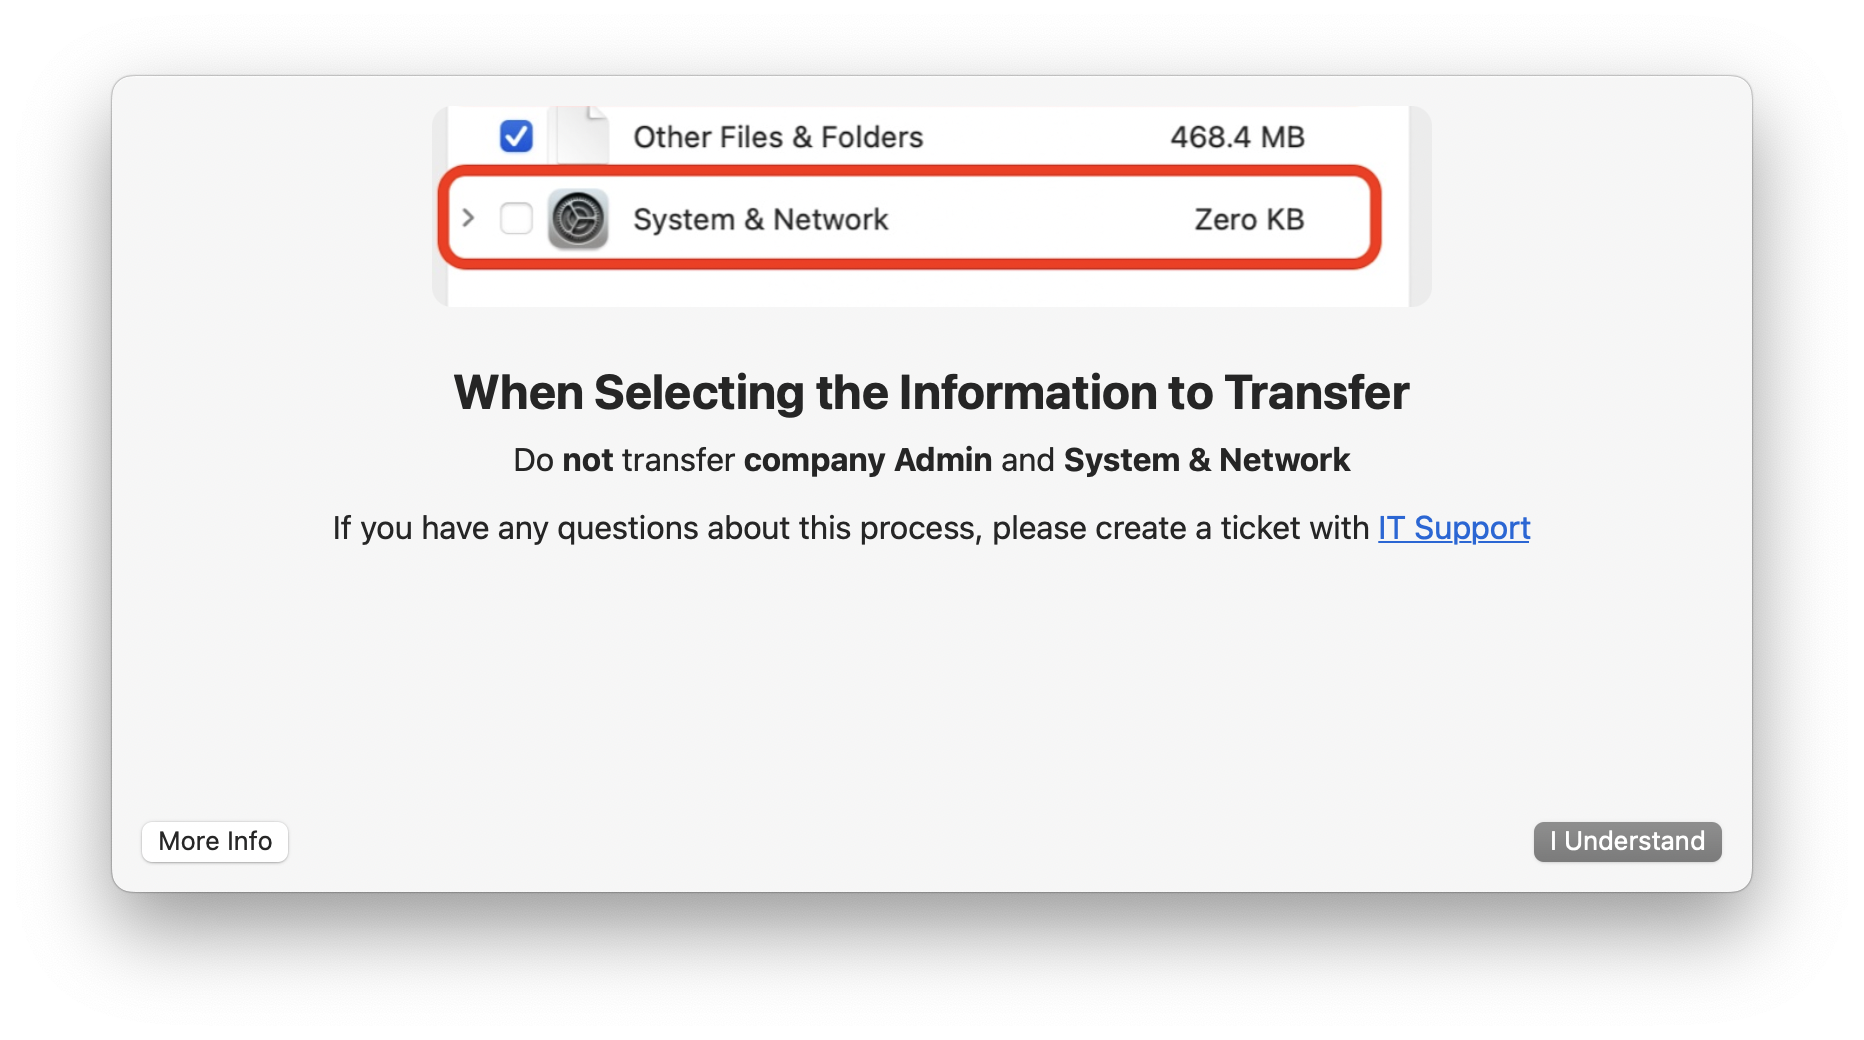 Other Files & Folders 468.4 MB
System & Network Zero KB
When Selecting the Information to Transfer
Do not transfer company Admin and System & Network
If you have any questions about this process, please create a ticket with IT Support
More Info
I Understand